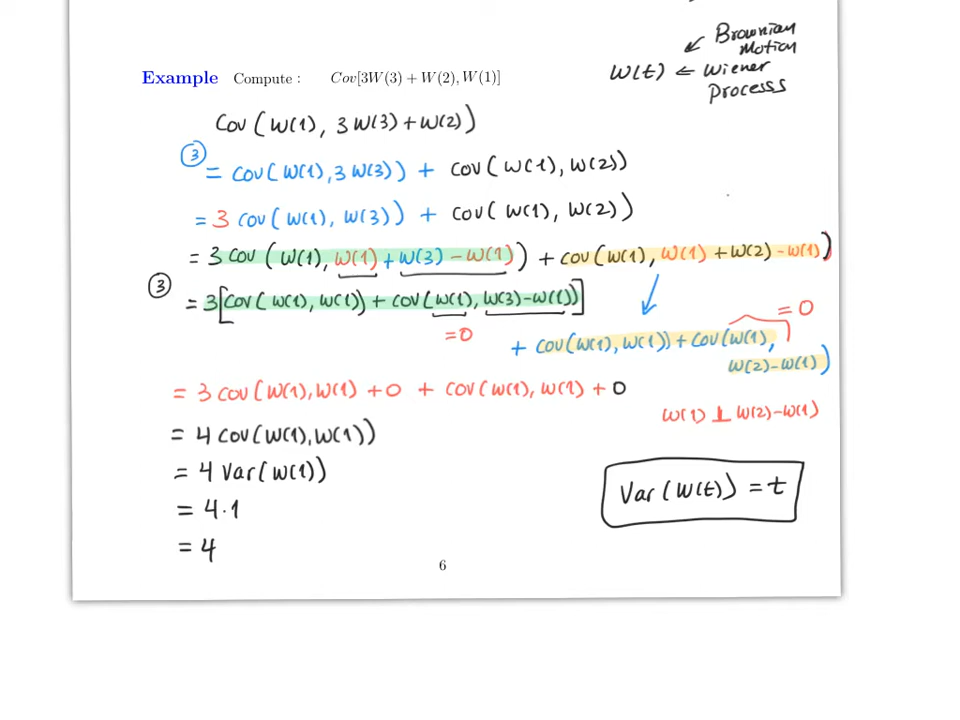 Brownian
Motion
W(t) ← Wiener
Processs
Example Compute : Cov[3W(3) + W(2), W(1)]
Cov (W(1), 3 W(3) + W(2))
③ = Cov(W(1), 3 W(3)) + Cov(W(1), W(2))
= 3 Cov(W(1), W(3)) + Cov(W(1), W(2))
= 3 Cov (W(1), W(1) + W(3) - W(1)) + Cov(W(1), W(1) + W(2) - W(1))
③ = 3[Cov(W(1), W(1)) + Cov(W(1), W(3) - W(1))]
= 0
= 0
+ Cov(W(1), W(1)) + Cov(W(1),
W(2) - W(1))
= 3 Cov(W(1), W(1) + 0 + Cov(W(1), W(1) + 0
W(1) ⊥ W(2) - W(1)
= 4 Cov(W(1), W(1))
= 4 Var(W(1))
Var(W(t)) = t
= 4·1
= 4
6